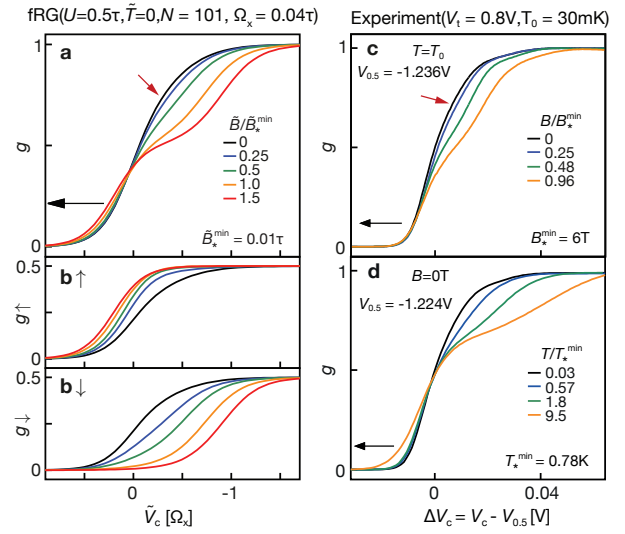 fRG(U=0.5τ,T̃=0,N = 101, Ωₓ = 0.04τ)
Experiment(Vₜ = 0.8V,T₀ = 30mK)
a
1
g
0
B̃/B̃*ᵐⁱⁿ
0
0.25
0.5
1.0
1.5
B̃*ᵐⁱⁿ = 0.01τ
b↑
0.5
g↑
0
b↓
0.5
g↓
0
0
-1
Ṽc [Ωₓ]
c
T=T₀
V0.5 = -1.236V
1
g
0
B/B*ᵐⁱⁿ
0
0.25
0.48
0.96
B*ᵐⁱⁿ = 6T
d
B=0T
V0.5 = -1.224V
1
g
0
T/T*ᵐⁱⁿ
0.03
0.57
1.8
9.5
T*ᵐⁱⁿ = 0.78K
0
0.04
ΔVc = Vc - V0.5 [V]